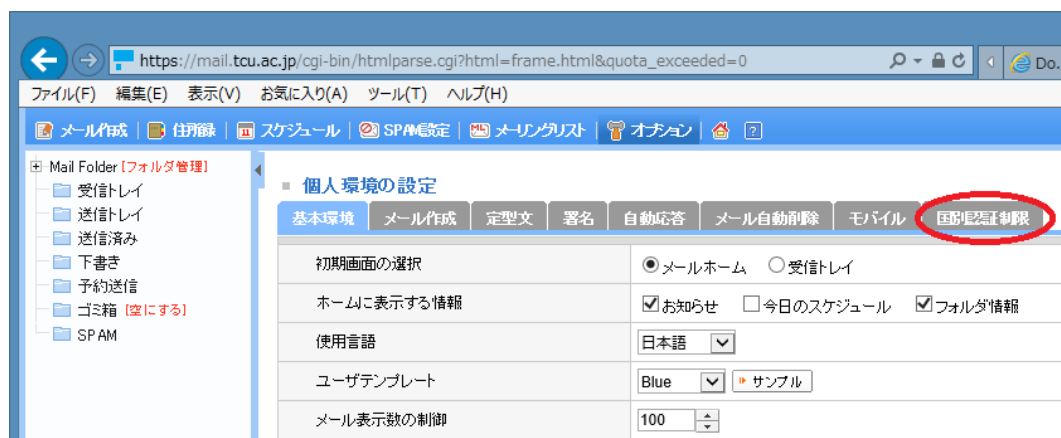 https://mail.tcu.ac.jp/cgi-bin/htmlparse.cgi?html=frame.html&quota_exceeded=0 Do.
ファイル(F) 編集(E) 表示(V) お気に入り(A) ツール(T) ヘルプ(H)
メール作成 住所録 スケジュール SPAM設定 メーリングリスト オプション
Mail Folder [フォルダ管理]
受信トレイ
送信トレイ
送信済み
下書き
予約送信
ゴミ箱 [空にする]
SPAM
個人環境の設定
基本環境 メール作成 定型文 署名 自動応答 メール自動削除 モバイル 国別認証制限
初期画面の選択 メールホーム 受信トレイ
ホームに表示する情報 お知らせ 今日のスケジュール フォルダ情報
使用言語 日本語
ユーザテンプレート Blue サンプル
メール表示数の制御 100